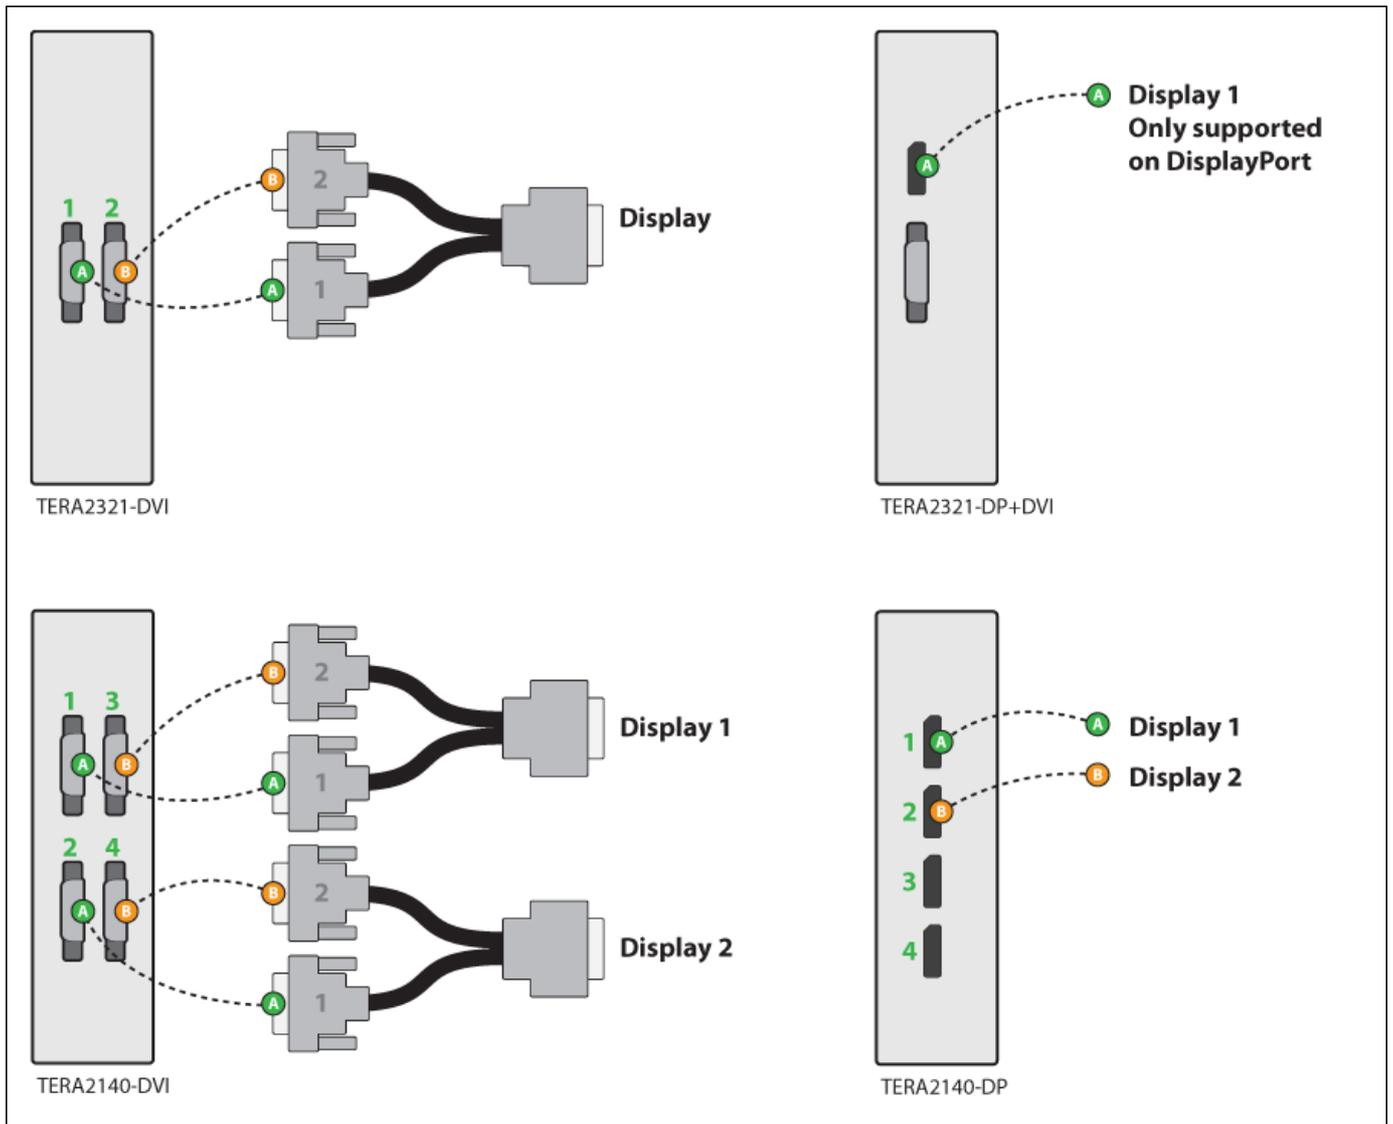 1 2
A B
B 2
A 1
Display
TERA2321-DVI
A
A Display 1
Only supported
on DisplayPort
TERA2321-DP+DVI
1 3
A B
2 4
A B
B 2
A 1
Display 1
B 2
A 1
Display 2
TERA2140-DVI
1 A
2 B
3
4
A Display 1
B Display 2
TERA2140-DP